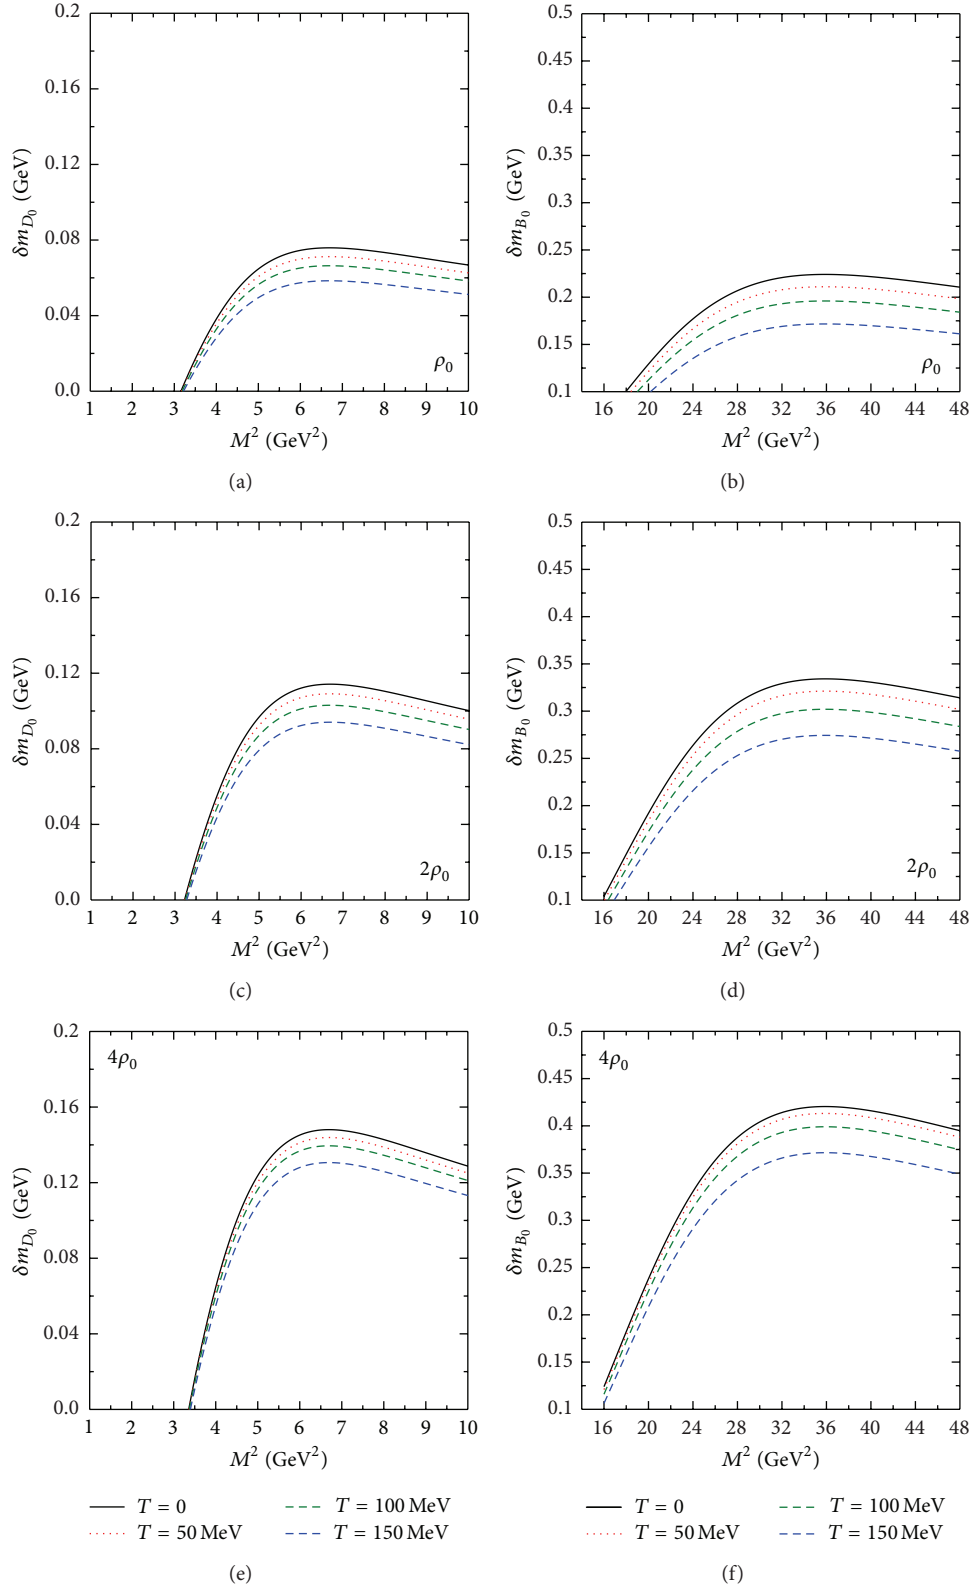 0.2
0.16
0.12
0.08
0.04
0.0
δm_{D_0} (GeV)
ρ_0
1 2 3 4 5 6 7 8 9 10
M^2 (GeV^2)
(a)
0.5
0.45
0.4
0.35
0.3
0.25
0.2
0.15
0.1
δm_{B_0} (GeV)
ρ_0
16 20 24 28 32 36 40 44 48
M^2 (GeV^2)
(b)
0.2
0.16
0.12
0.08
0.04
0.0
δm_{D_0} (GeV)
2ρ_0
1 2 3 4 5 6 7 8 9 10
M^2 (GeV^2)
(c)
0.5
0.45
0.4
0.35
0.3
0.25
0.2
0.15
0.1
δm_{B_0} (GeV)
2ρ_0
16 20 24 28 32 36 40 44 48
M^2 (GeV^2)
(d)
0.2
0.16
0.12
0.08
0.04
0.0
δm_{D_0} (GeV)
4ρ_0
1 2 3 4 5 6 7 8 9 10
M^2 (GeV^2)
T = 0 T = 100 MeV
T = 50 MeV T = 150 MeV
(e)
0.5
0.45
0.4
0.35
0.3
0.25
0.2
0.15
0.1
δm_{B_0} (GeV)
4ρ_0
16 20 24 28 32 36 40 44 48
M^2 (GeV^2)
T = 0 T = 100 MeV
T = 50 MeV T = 150 MeV
(f)